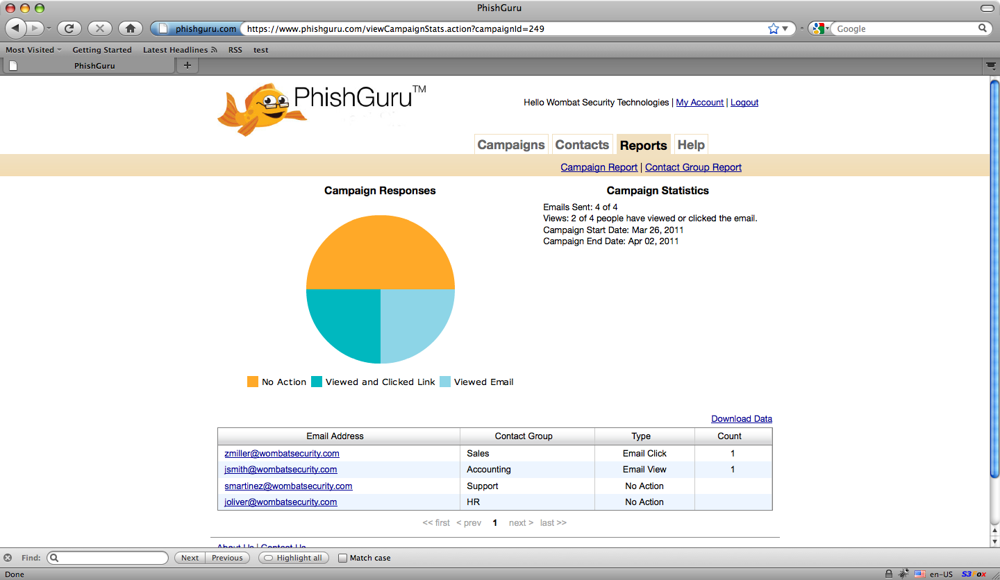 PhishGuru
phishguru.com https://www.phishguru.com/viewCampaignStats.action?campaignId=249 Google
Most Visited Getting Started Latest Headlines RSS test
PhishGuru +
PhishGuru™
Hello Wombat Security Technologies | My Account | Logout
Campaigns Contacts Reports Help
Campaign Report | Contact Group Report
Campaign Responses
No Action Viewed and Clicked Link Viewed Email
Campaign Statistics
Emails Sent: 4 of 4
Views: 2 of 4 people have viewed or clicked the email.
Campaign Start Date: Mar 26, 2011
Campaign End Date: Apr 02, 2011
Download Data
Email Address Contact Group Type Count
zmiller@wombatsecurity.com Sales Email Click 1
jsmith@wombatsecurity.com Accounting Email View 1
smartinez@wombatsecurity.com Support No Action
joliver@wombatsecurity.com HR No Action
<< first < prev 1 next > last >>
About Us | Contact Us
Find: Next Previous Highlight all Match case
Done en-US S3Fox